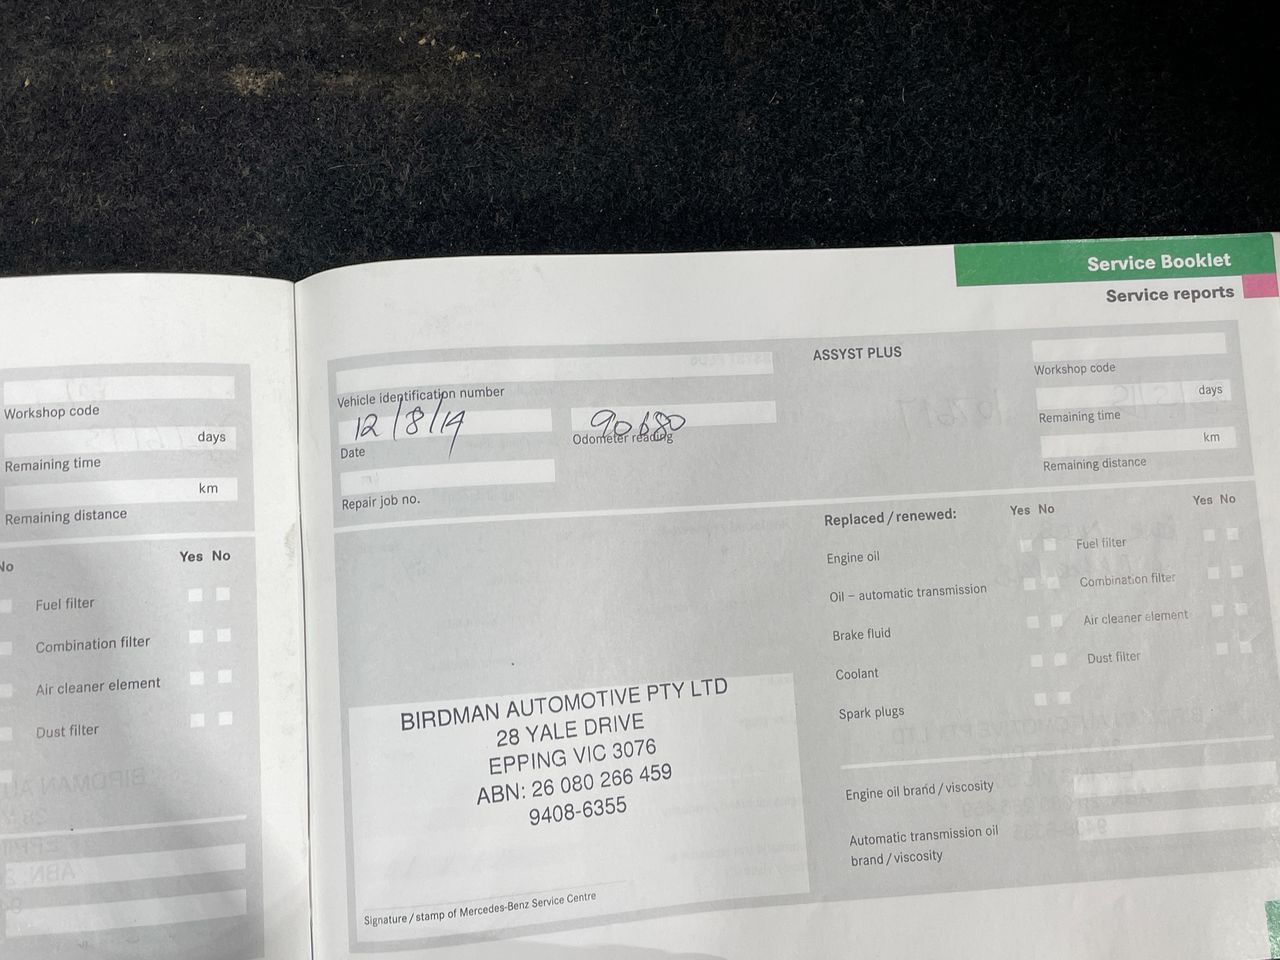 Service Booklet
Service reports
Workshop code
days
Remaining time
km
Remaining distance
Yes No
No
Fuel filter
Combination filter
Air cleaner element
Dust filter
ASSYST PLUS
Vehicle identification number
12/8/14
Date
90680
Odometer reading
Repair job no.
Workshop code
days
Remaining time
km
Remaining distance
Replaced / renewed:
Yes No
Yes No
Engine oil
Fuel filter
Oil – automatic transmission
Combination filter
Brake fluid
Air cleaner element
Coolant
Dust filter
Spark plugs
Engine oil brand / viscosity
Automatic transmission oil
brand / viscosity
BIRDMAN AUTOMOTIVE PTY LTD
28 YALE DRIVE
EPPING VIC 3076
ABN: 26 080 266 459
9408-6355
Signature / stamp of Mercedes-Benz Service Centre